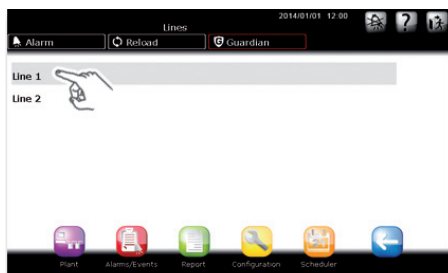 2014/01/01 12:00
Lines
Alarm
Reload
Guardian
Line 1
Line 2
Plant
Alarms/Events
Report
Configuration
Scheduler